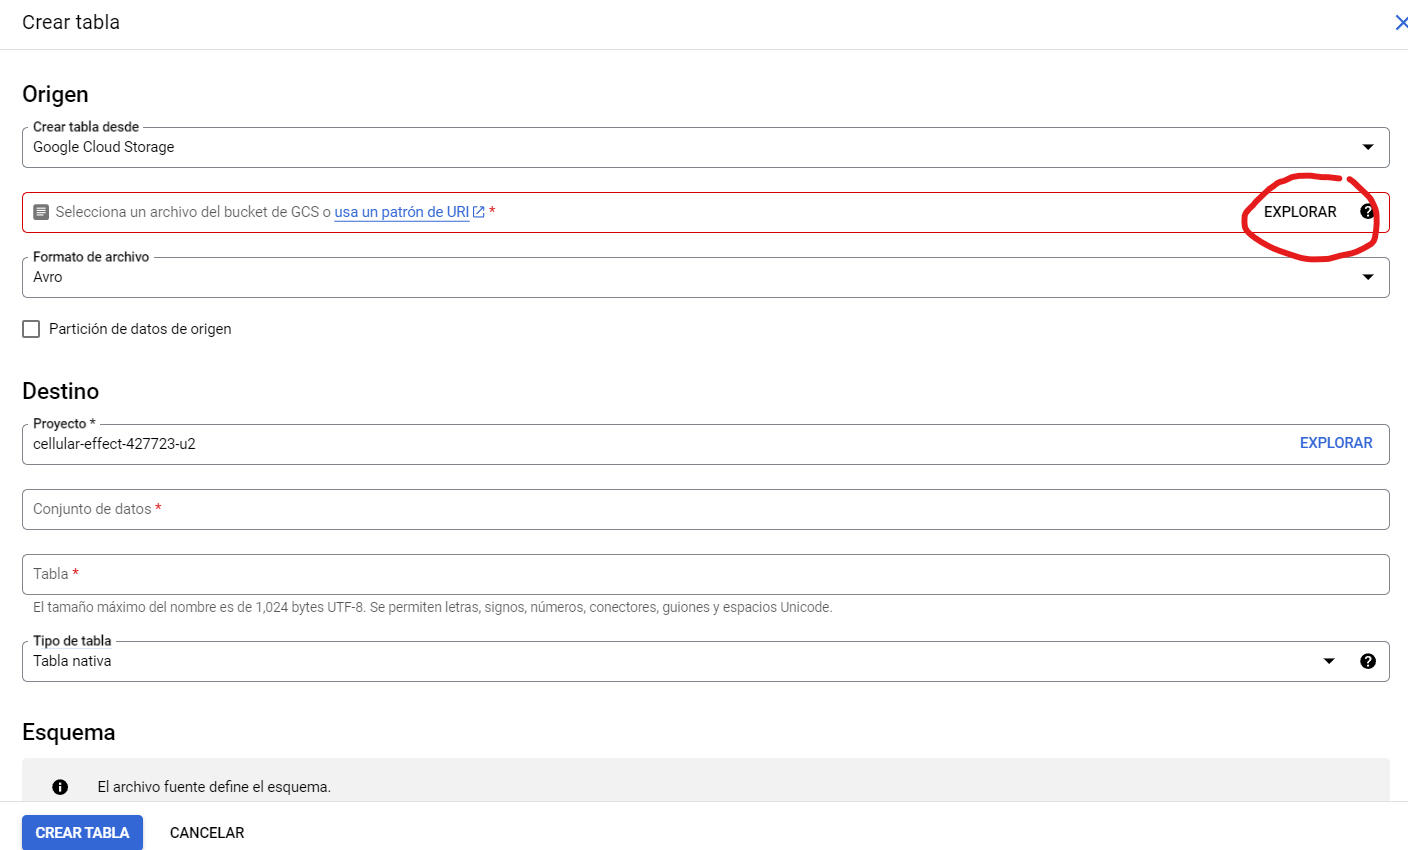 Crear tabla
Origen
Crear tabla desde
Google Cloud Storage
Selecciona un archivo del bucket de GCS o usa un patrón de URI * EXPLORAR
Formato de archivo
Avro
Partición de datos de origen
Destino
Proyecto *
cellular-effect-427723-u2 EXPLORAR
Conjunto de datos *
Tabla *
El tamaño máximo del nombre es de 1,024 bytes UTF-8. Se permiten letras, signos, números, conectores, guiones y espacios Unicode.
Tipo de tabla
Tabla nativa
Esquema
El archivo fuente define el esquema.
CREAR TABLA CANCELAR